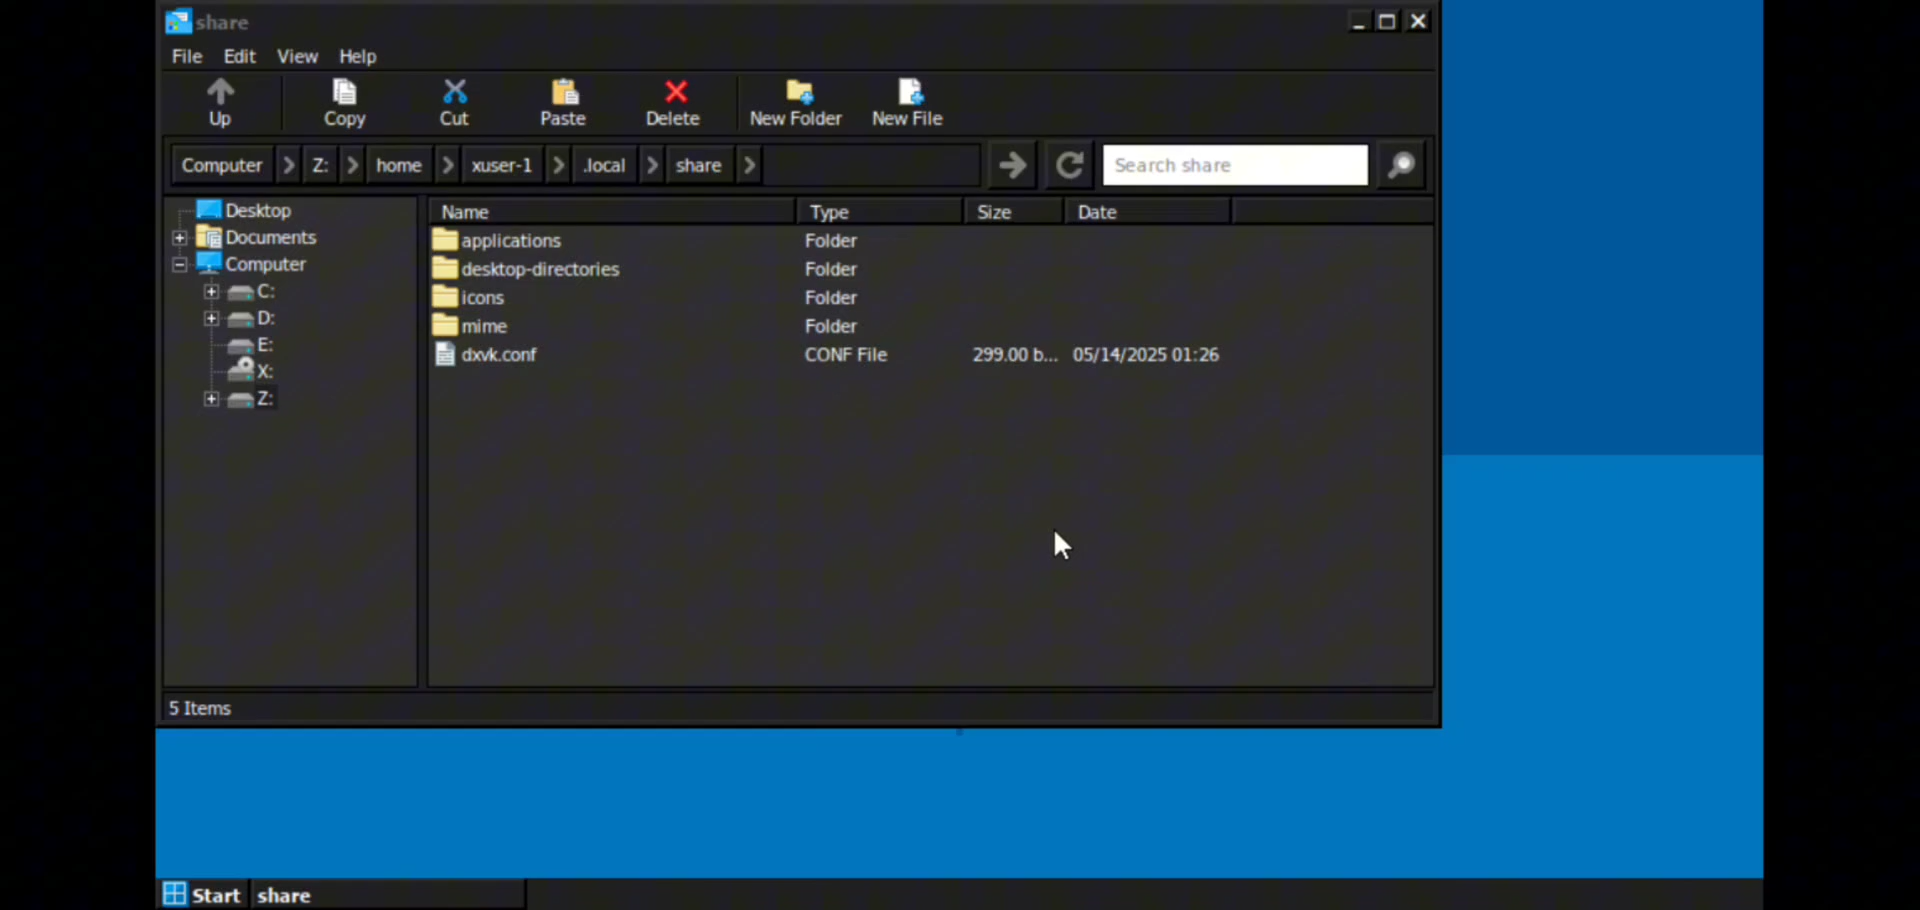 share
File Edit View Help
Up Copy Cut Paste Delete New Folder New File
Computer Z: home xuser-1 .local share Search share
Desktop
Documents
Computer
C:
D:
E:
X:
Z:
Name Type Size Date
applications Folder
desktop-directories Folder
icons Folder
mime Folder
dxvk.conf CONF File 299.00 b... 05/14/2025 01:26
5 Items
Start share